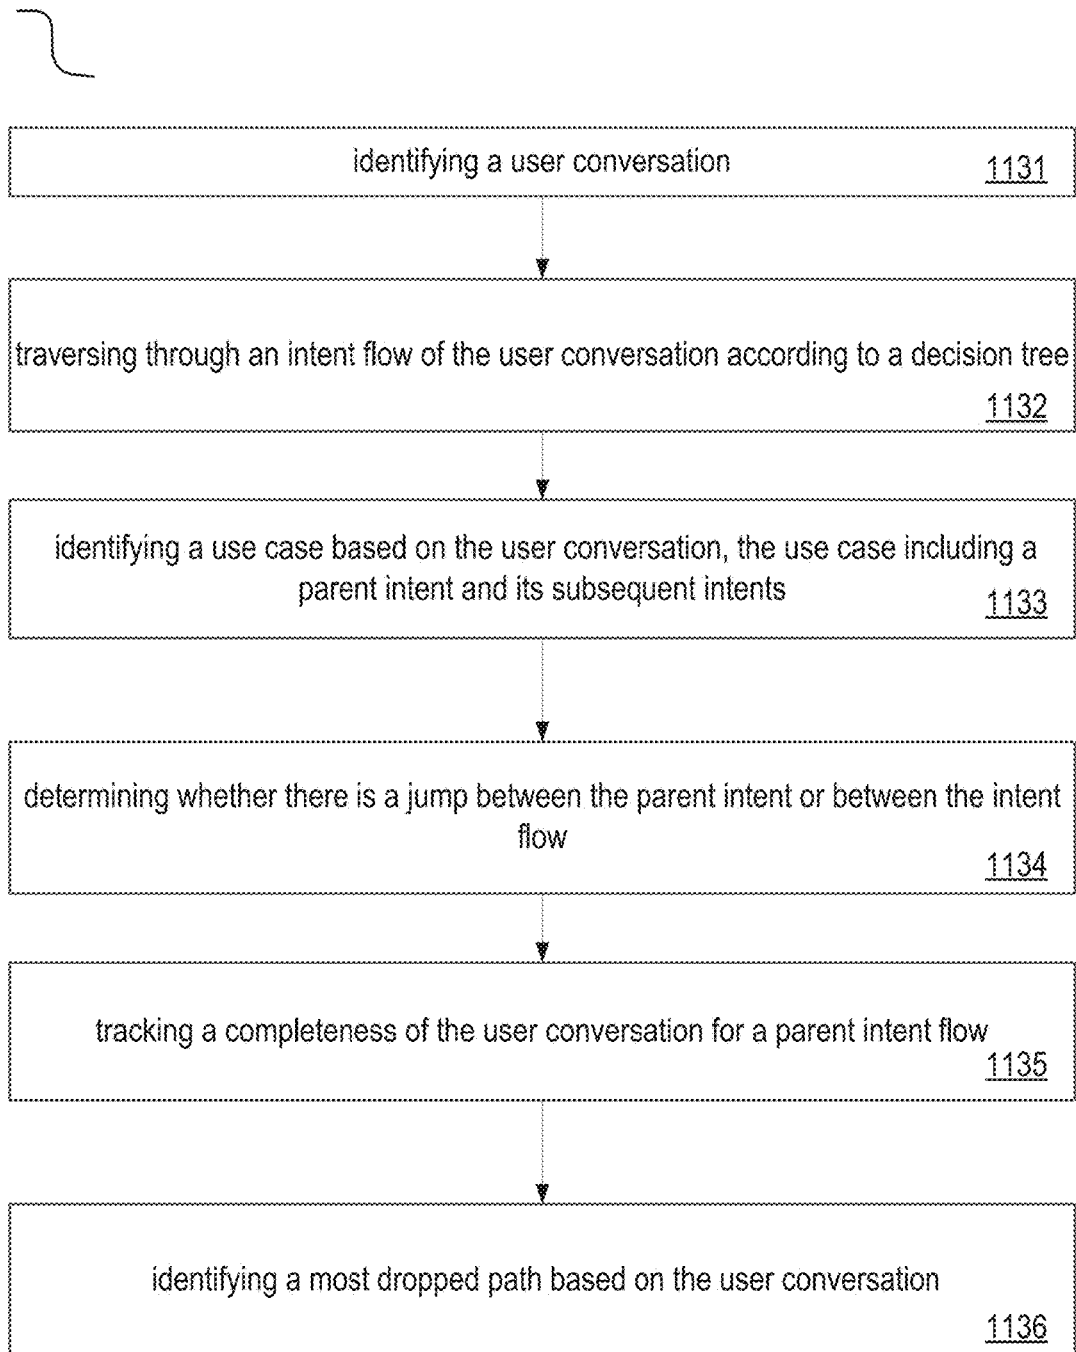 identifying a user conversation
1131
traversing through an intent flow of the user conversation according to a decision tree
1132
identifying a use case based on the user conversation, the use case including a
parent intent and its subsequent intents
1133
determining whether there is a jump between the parent intent or between the intent
flow
1134
tracking a completeness of the user conversation for a parent intent flow
1135
identifying a most dropped path based on the user conversation
1136